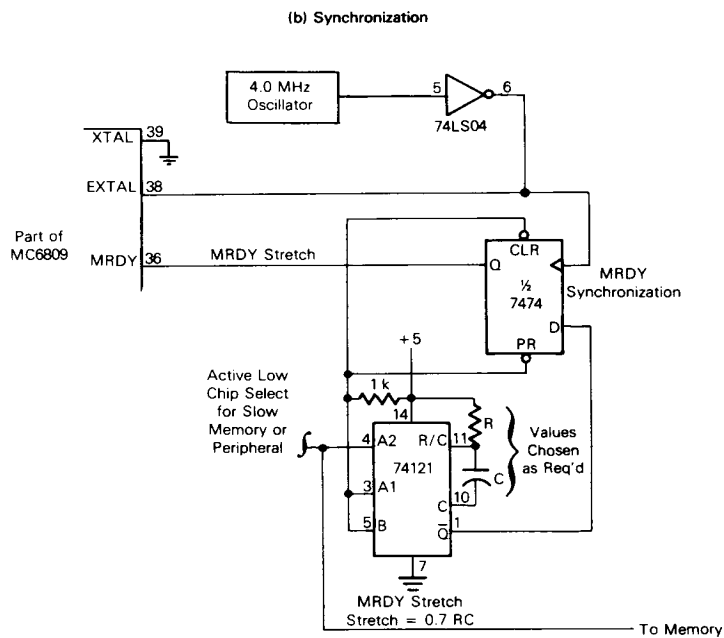 (b) Synchronization
4.0 MHz
Oscillator
5
6
74LS04
XTAL
39
EXTAL
38
Part of
MC6809
MRDY
36
MRDY Stretch
Q
CLR
½
7474
D
PR
MRDY
Synchronization
+5
1 k
14
Active Low
Chip Select
for Slow
Memory or
Peripheral
4
A2
R/C
11
R
74121
3
A1
C
Values
Chosen
as Req'd
5
B
C
10
Q̅
1
7
MRDY Stretch
Stretch = 0.7 RC
To Memory